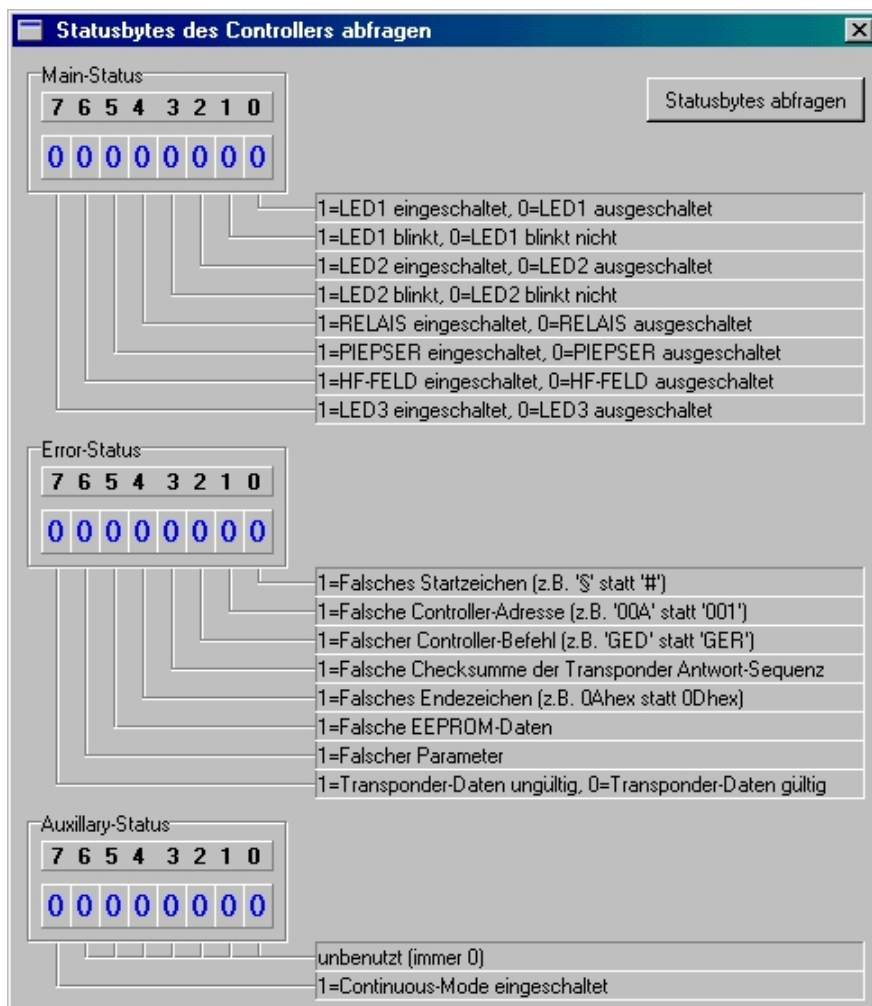 Statusbytes des Controllers abfragen
Main-Status
7 6 5 4 3 2 1 0
Statusbytes abfragen
0 0 0 0 0 0 0 0
1=LED1 eingeschaltet, 0=LED1 ausgeschaltet
1=LED1 blinkt, 0=LED1 blinkt nicht
1=LED2 eingeschaltet, 0=LED2 ausgeschaltet
1=LED2 blinkt, 0=LED2 blinkt nicht
1=RELAIS eingeschaltet, 0=RELAIS ausgeschaltet
1=PIEPSER eingeschaltet, 0=PIEPSER ausgeschaltet
1=HF-FELD eingeschaltet, 0=HF-FELD ausgeschaltet
1=LED3 eingeschaltet, 0=LED3 ausgeschaltet
Error-Status
7 6 5 4 3 2 1 0
0 0 0 0 0 0 0 0
1=Falsches Startzeichen (z.B. '§' statt '#')
1=Falsche Controller-Adresse (z.B. '00A' statt '001')
1=Falscher Controller-Befehl (z.B. 'GED' statt 'GER')
1=Falsche Checksumme der Transponder Antwort-Sequenz
1=Falsches Endezeichen (z.B. 0Ahex statt 0Dhex)
1=Falsche EEPROM-Daten
1=Falscher Parameter
1=Transponder-Daten ungültig, 0=Transponder-Daten gültig
Auxillary-Status
7 6 5 4 3 2 1 0
0 0 0 0 0 0 0 0
unbenutzt (immer 0)
1=Continuous-Mode eingeschaltet